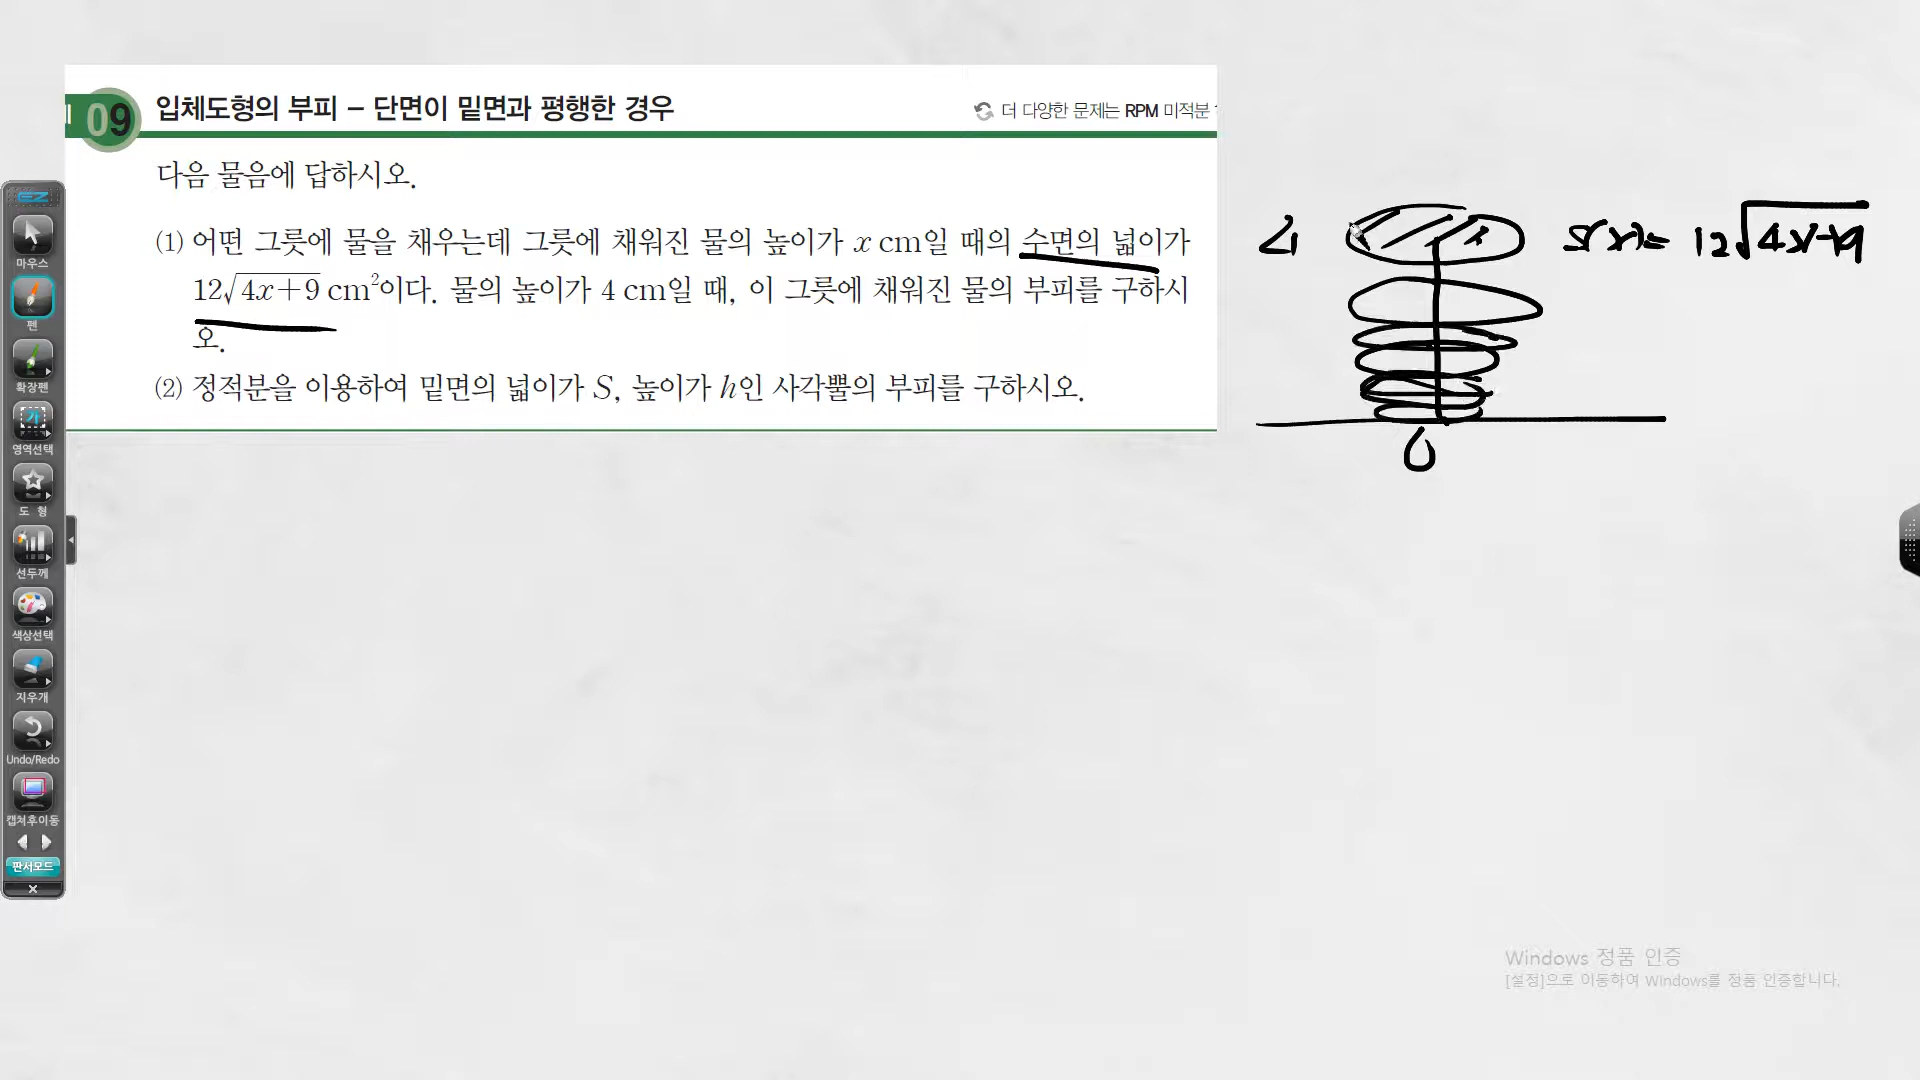 09 입체도형의 부피 – 단면이 밑면과 평행한 경우
더 다양한 문제는 RPM 미적분
다음 물음에 답하시오.
(1) 어떤 그릇에 물을 채우는데 그릇에 채워진 물의 높이가 x cm일 때의 수면의 넓이가
12√4x+9 cm²이다. 물의 높이가 4 cm일 때, 이 그릇에 채워진 물의 부피를 구하시
오.
(2) 정적분을 이용하여 밑면의 넓이가 S, 높이가 h인 사각뿔의 부피를 구하시오.
4
S(x)= 12√4x+9
0
EZ
마우스
펜
확장펜
가
영역선택
도 형
선두께
색상선택
지우개
Undo/Redo
캡쳐후이동
판서모드
x
Windows 정품 인증
[설정]으로 이동하여 Windows를 정품 인증합니다.